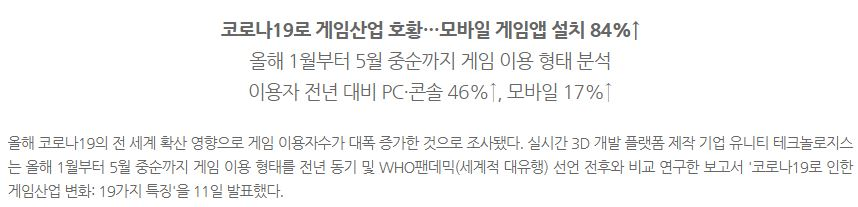 코로나19로 게임산업 호황…모바일 게임앱 설치 84%↑
올해 1월부터 5월 중순까지 게임 이용 형태 분석
이용자 전년 대비 PC·콘솔 46%↑, 모바일 17%↑
올해 코로나19의 전 세계 확산 영향으로 게임 이용자수가 대폭 증가한 것으로 조사됐다. 실시간 3D 개발 플랫폼 제작 기업 유니티 테크놀로지스
는 올해 1월부터 5월 중순까지 게임 이용 형태를 전년 동기 및 WHO팬데믹(세계적 대유행) 선언 전후와 비교 연구한 보고서 '코로나19로 인한
게임산업 변화: 19가지 특징'을 11일 발표했다.